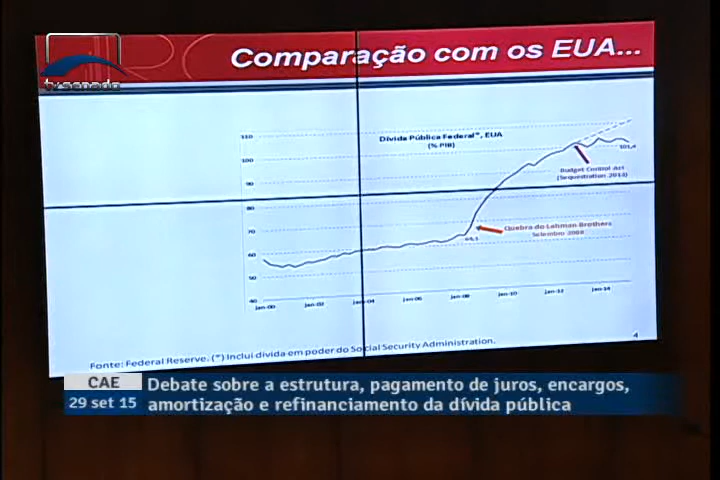 Comparação com os EUA...
tv senado
Dívida Pública Federal*, EUA
(% PIB)
110
100
90
80
70
60
50
40
101,4
Budget Control Act
(Sequestration 2013)
Quebra do Lehman Brothers
Setembro 2008
64,3
jan-00
jan-02
jan-04
jan-06
jan-08
jan-10
jan-12
jan-14
4
Fonte: Federal Reserve. (*) Inclui dívida em poder do Social Security Administration.
CAE
29 set 15
Debate sobre a estrutura, pagamento de juros, encargos,
amortização e refinanciamento da dívida pública